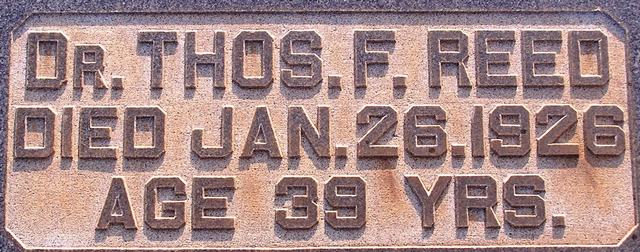 DR. THOS. F. REED
DIED JAN. 26. 1926
AGE 39 YRS.